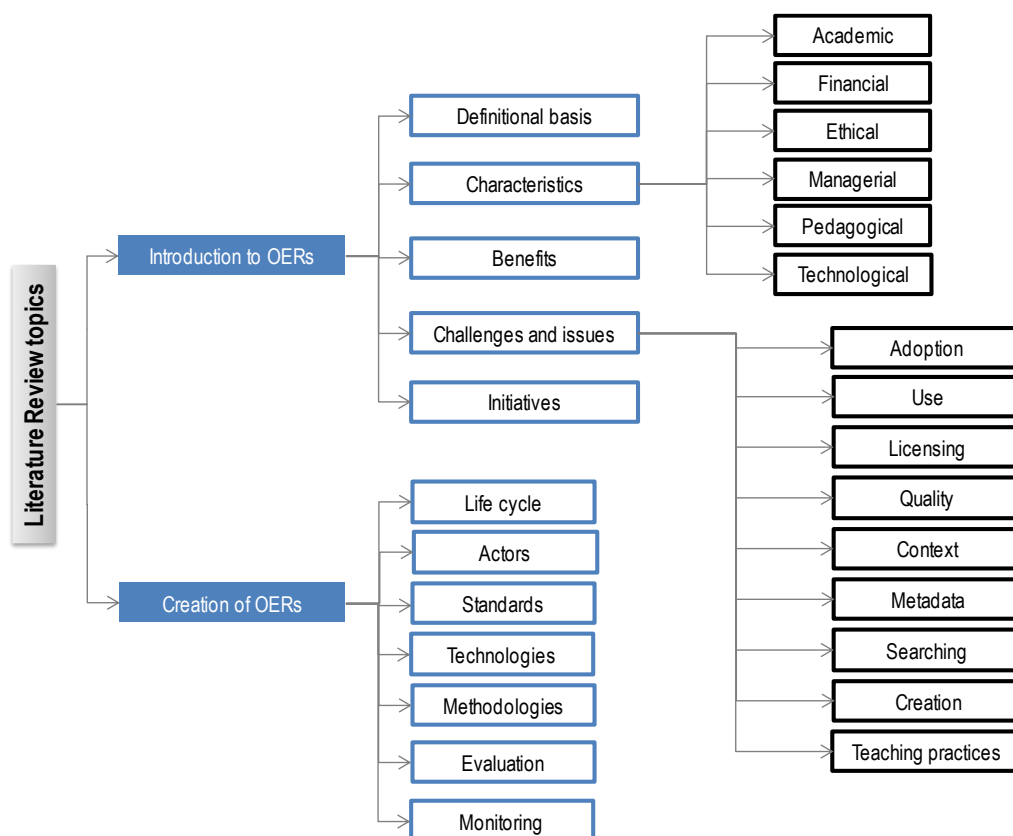 Literature Review topics
Introduction to OERs
Definitional basis
Characteristics
Academic
Financial
Ethical
Managerial
Pedagogical
Technological
Benefits
Challenges and issues
Adoption
Use
Licensing
Quality
Context
Metadata
Searching
Creation
Teaching practices
Initiatives
Creation of OERs
Life cycle
Actors
Standards
Technologies
Methodologies
Evaluation
Monitoring